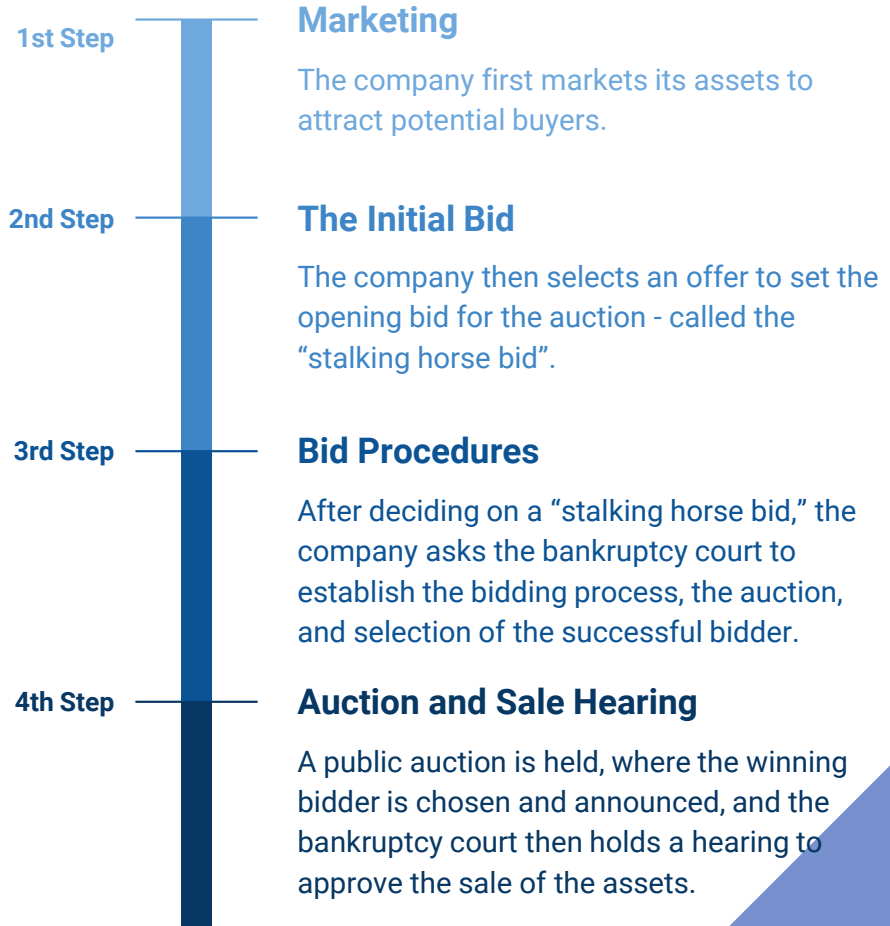 1st Step
Marketing
The company first markets its assets to
attract potential buyers.
2nd Step
The Initial Bid
The company then selects an offer to set the
opening bid for the auction - called the
“stalking horse bid”.
3rd Step
Bid Procedures
After deciding on a “stalking horse bid,” the
company asks the bankruptcy court to
establish the bidding process, the auction,
and selection of the successful bidder.
4th Step
Auction and Sale Hearing
A public auction is held, where the winning
bidder is chosen and announced, and the
bankruptcy court then holds a hearing to
approve the sale of the assets.